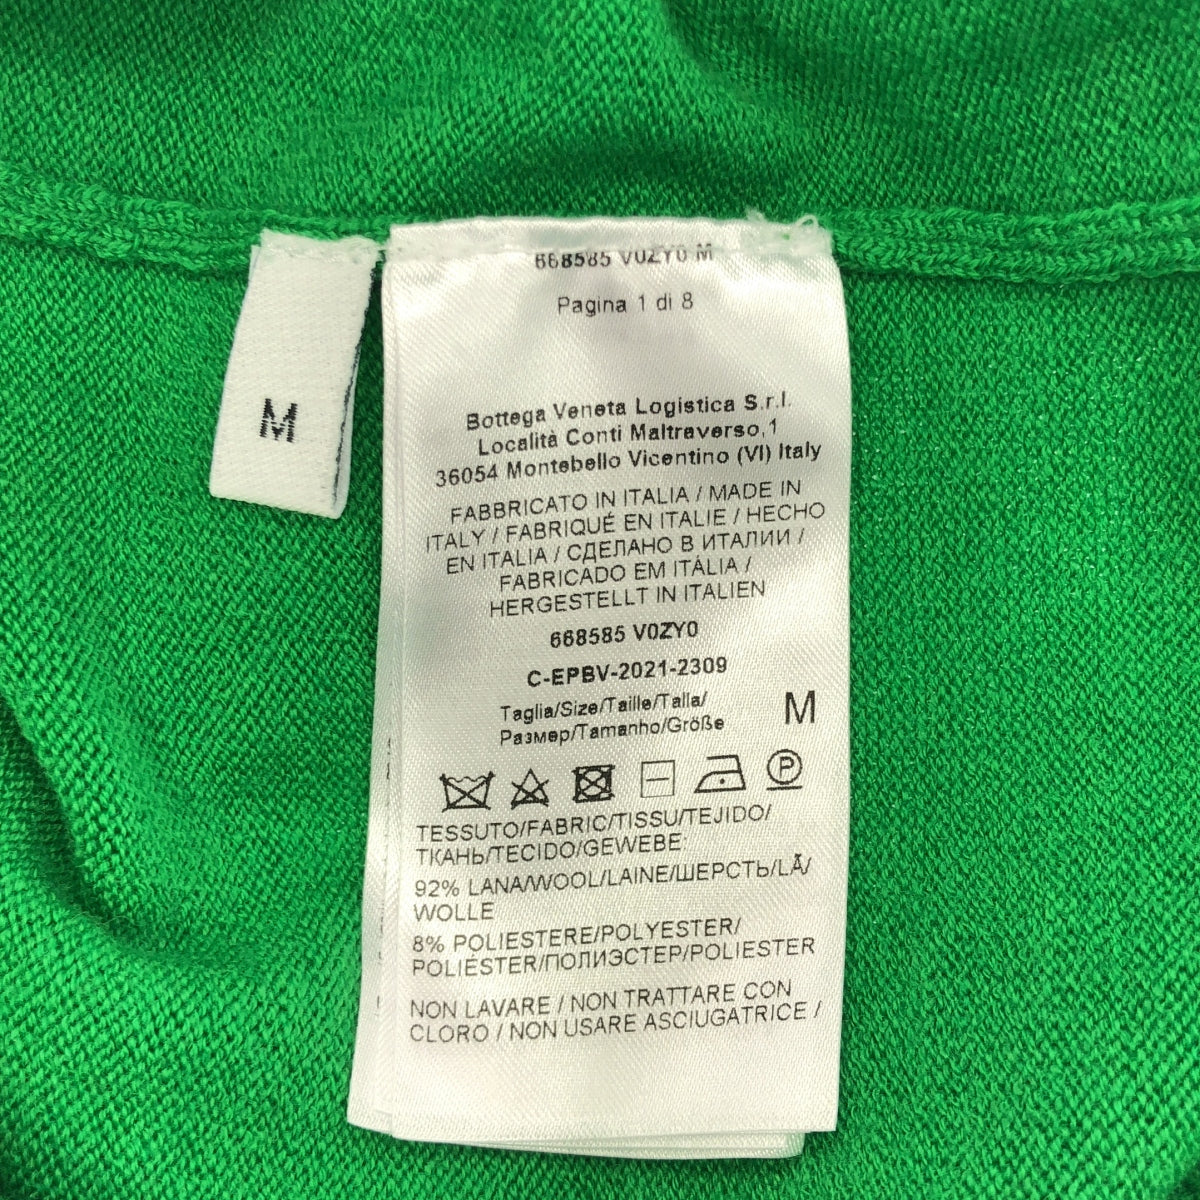 M
668585 V0ZY0 M
Pagina 1 di 8
Bottega Veneta Logistica S.r.l.
Località Conti Maltraverso,1
36054 Montebello Vicentino (VI) Italy
FABBRICATO IN ITALIA / MADE IN
ITALY / FABRIQUÉ EN ITALIE / HECHO
EN ITALIA / СДЕЛАНО В ИТАЛИИ /
FABRICADO EM ITÁLIA /
HERGESTELLT IN ITALIEN
668585 V0ZY0
C-EPBV-2021-2309
Taglia/Size/Taille/Talla/
Размер/Tamanho/Größe
M
P
TESSUTO/FABRIC/TISSU/TEJIDO/
ТКАНЬ/TECIDO/GEWEBE:
92% LANA/WOOL/LAINE/ШЕРСТЬ/LÃ/
WOLLE
8% POLIESTERE/POLYESTER/
POLIÉSTER/ПОЛИЭСТЕР/POLIESTER
NON LAVARE / NON TRATTARE CON
CLORO / NON USARE ASCIUGATRICE /